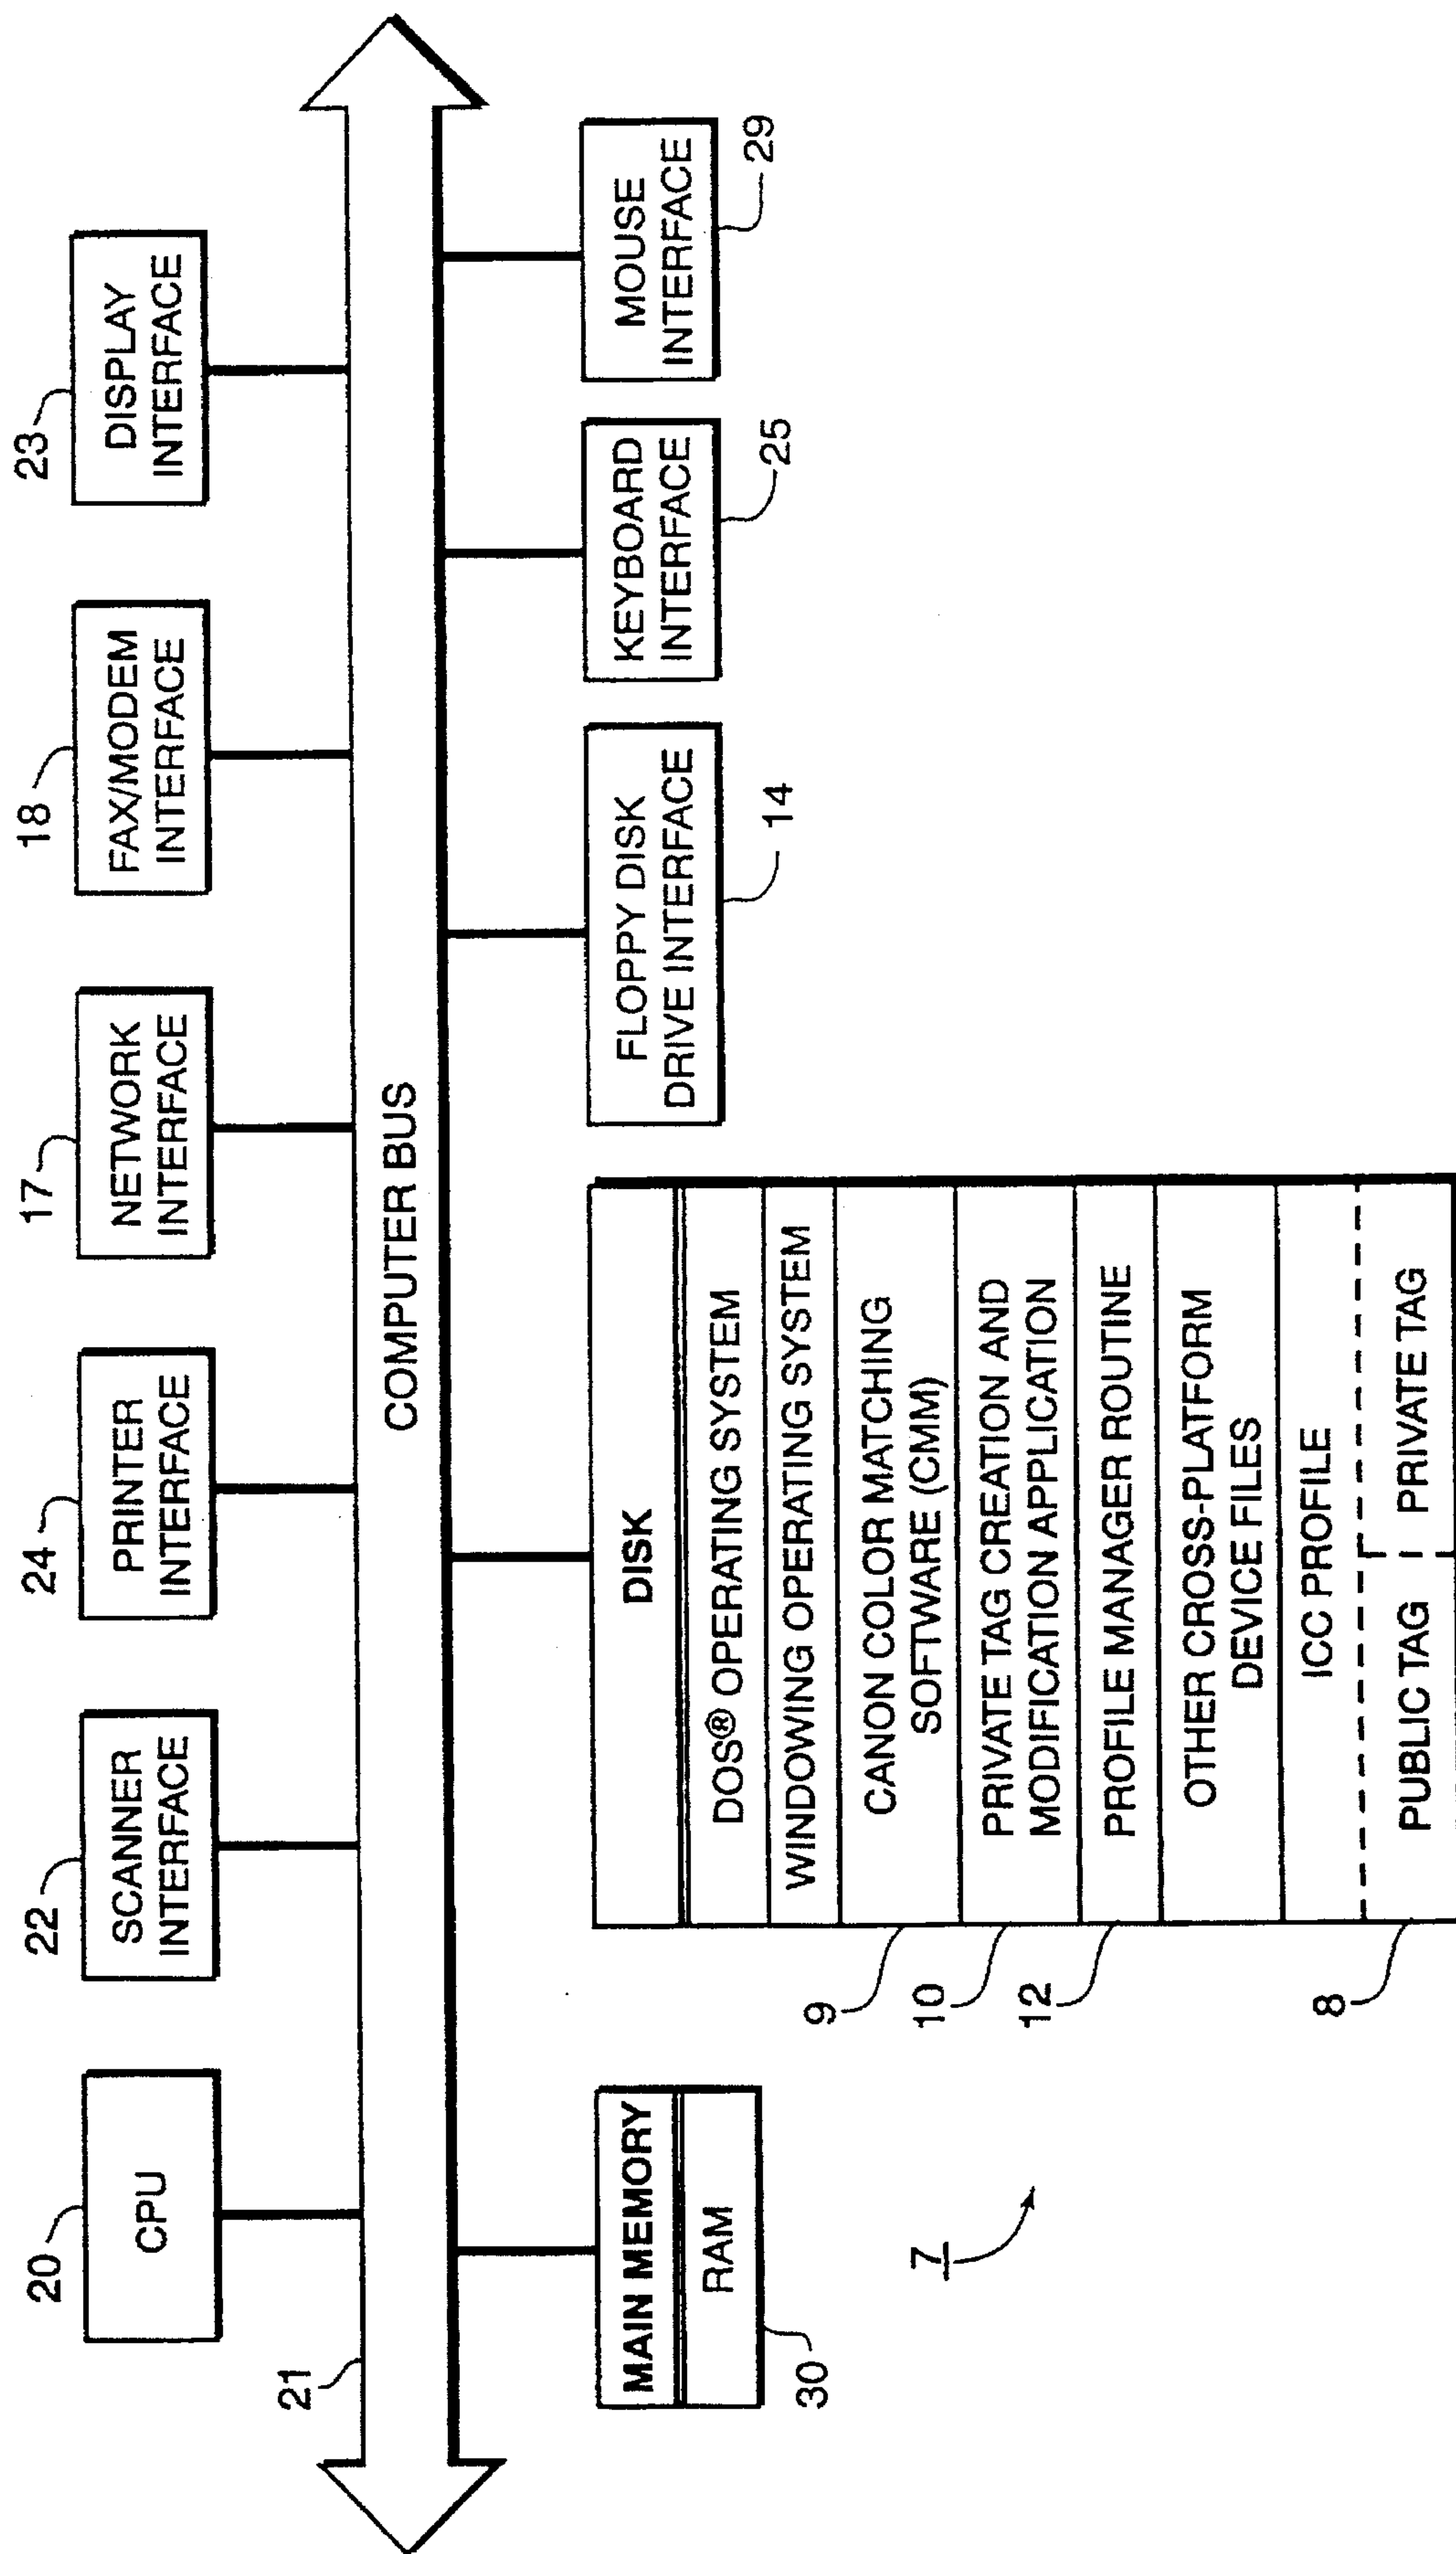 20
CPU
22
SCANNER
INTERFACE
24
PRINTER
INTERFACE
17
NETWORK
INTERFACE
18
FAX/MODEM
INTERFACE
23
DISPLAY
INTERFACE
21
COMPUTER BUS
MAIN MEMORY
RAM
30
DISK
DOS® OPERATING SYSTEM
WINDOWING OPERATING SYSTEM
CANON COLOR MATCHING
SOFTWARE (CMM)
9
PRIVATE TAG CREATION AND
MODIFICATION APPLICATION
10
PROFILE MANAGER ROUTINE
12
OTHER CROSS-PLATFORM
DEVICE FILES
ICC PROFILE
PUBLIC TAG
PRIVATE TAG
8
FLOPPY DISK
DRIVE INTERFACE
14
KEYBOARD
INTERFACE
25
MOUSE
INTERFACE
29
7